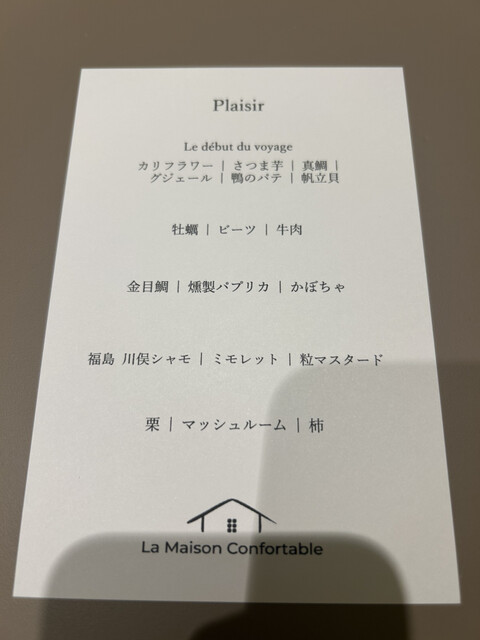 Plaisir
Le début du voyage
カリフラワー | さつま芋 | 真鯛 |
グジェール | 鴨のパテ | 帆立貝
牡蠣 | ビーツ | 牛肉
金目鯛 | 燻製パプリカ | かぼちゃ
福島 川俣シャモ | ミモレット | 粒マスタード
栗 | マッシュルーム | 柿
La Maison Confortable